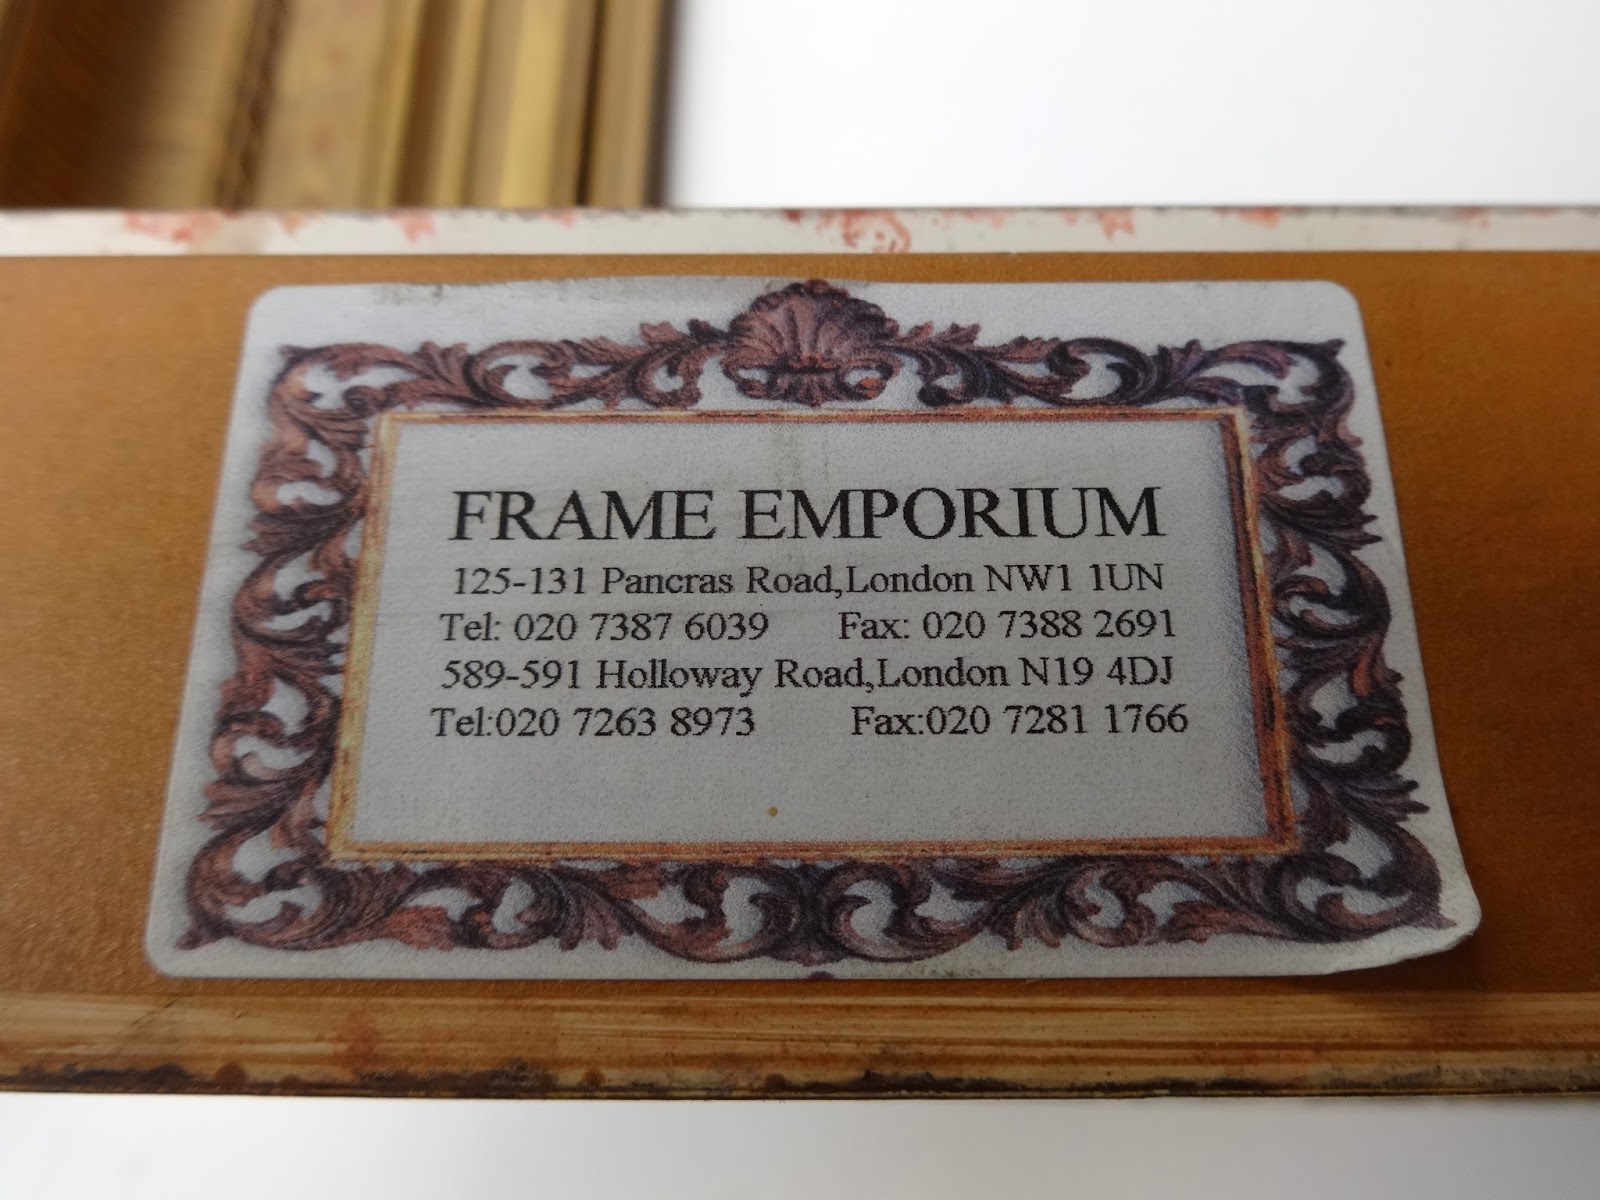 FRAME EMPORIUM
125-131 Pancras Road,London NW1 1UN
Tel: 020 7387 6039 Fax: 020 7388 2691
589-591 Holloway Road,London N19 4DJ
Tel:020 7263 8973 Fax:020 7281 1766